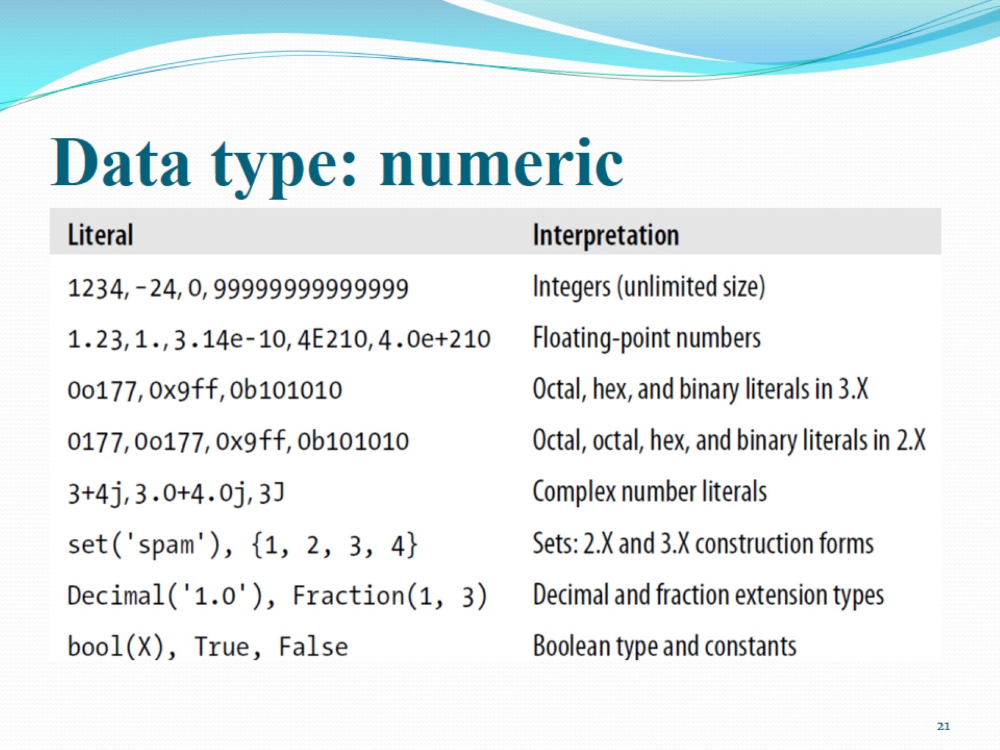 Data type: numeric
Literal Interpretation
1234, -24, 0, 99999999999999 Integers (unlimited size)
1.23, 1., 3.14e-10, 4E210, 4.0e+210 Floating-point numbers
0o177, 0x9ff, 0b101010 Octal, hex, and binary literals in 3.X
0177, 0o177, 0x9ff, 0b101010 Octal, octal, hex, and binary literals in 2.X
3+4j, 3.0+4.0j, 3J Complex number literals
set('spam'), {1, 2, 3, 4} Sets: 2.X and 3.X construction forms
Decimal('1.0'), Fraction(1, 3) Decimal and fraction extension types
bool(X), True, False Boolean type and constants
21